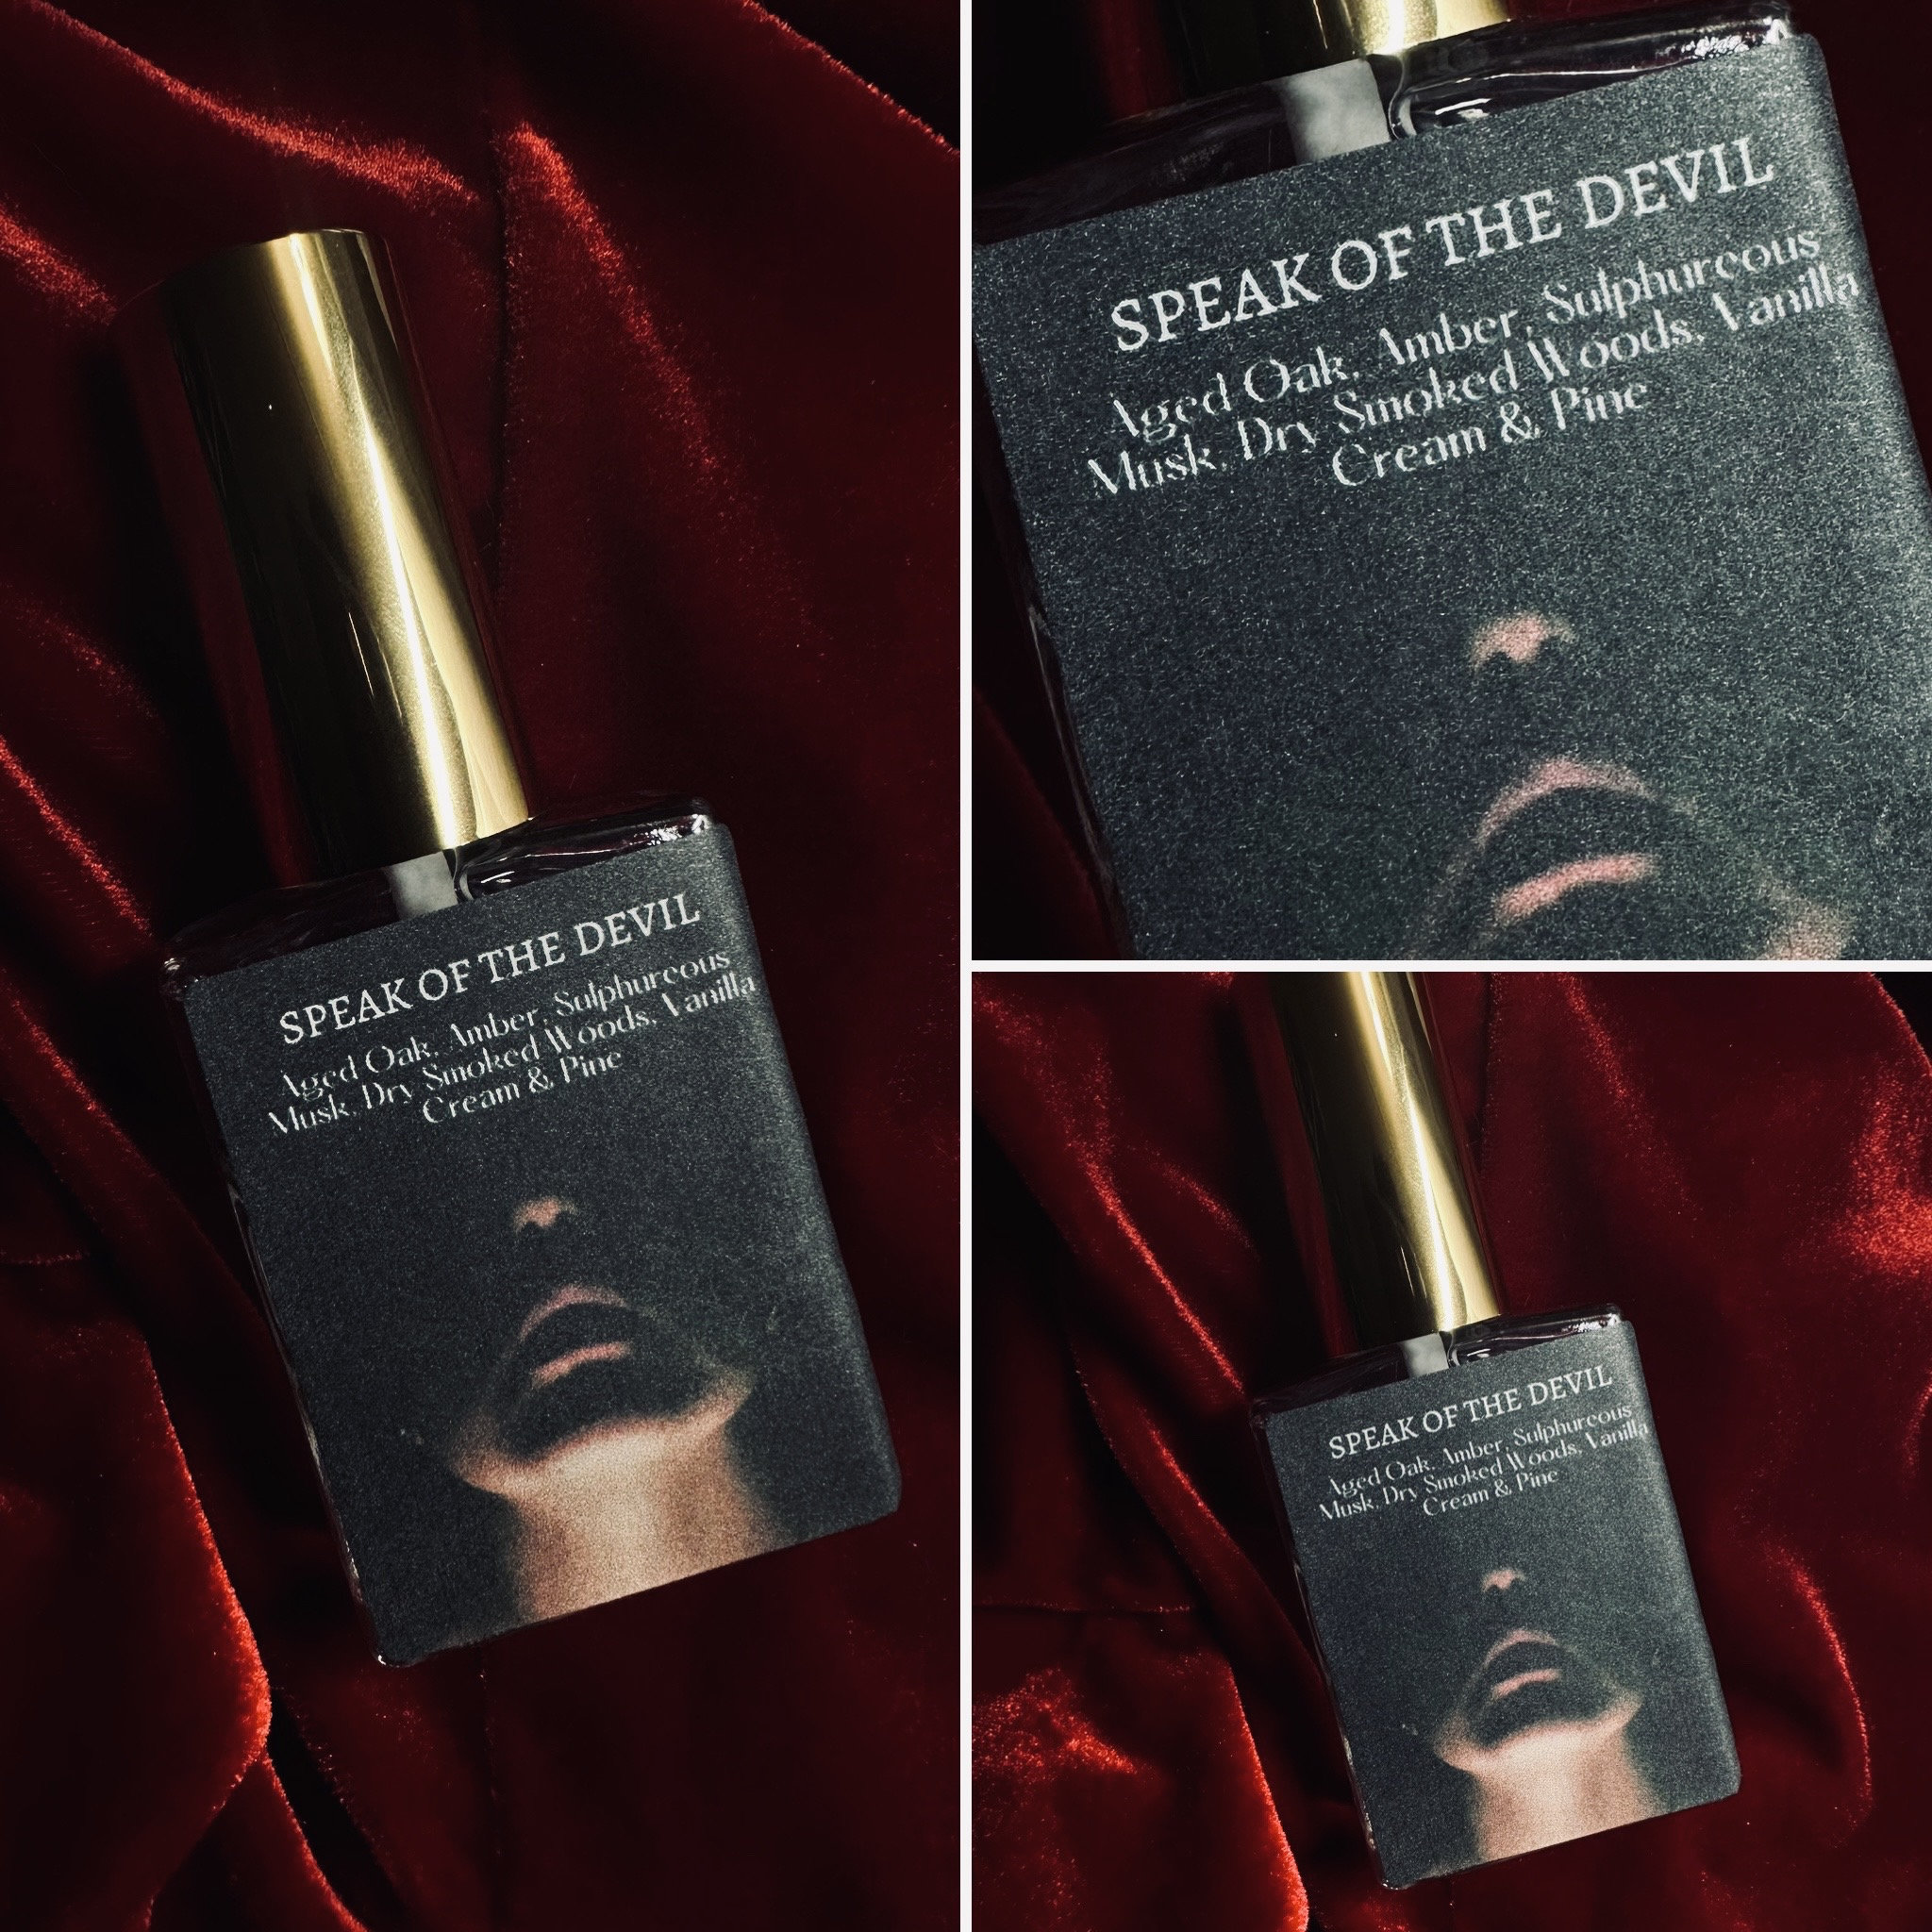 SPEAK OF THE DEVIL
Aged Oak, Amber, Sulphureous
Musk, Dry Smoked Woods, Vanilla
Cream & Pine
SPEAK OF THE DEVIL
Aged Oak, Amber, Sulphureous
Musk, Dry Smoked Woods, Vanilla
Cream & Pine
SPEAK OF THE DEVIL
Aged Oak, Amber, Sulphureous
Musk, Dry Smoked Woods, Vanilla
Cream & Pine